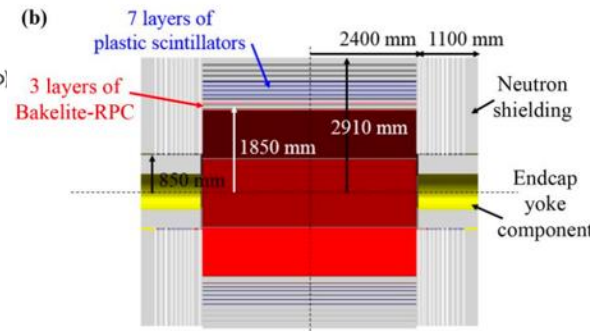 (b)
7 layers of
plastic scintillators
2400 mm
1100 mm
3 layers of
Bakelite-RPC
Neutron
shielding
2910 mm
1850 mm
850 mm
Endcap
yoke
component